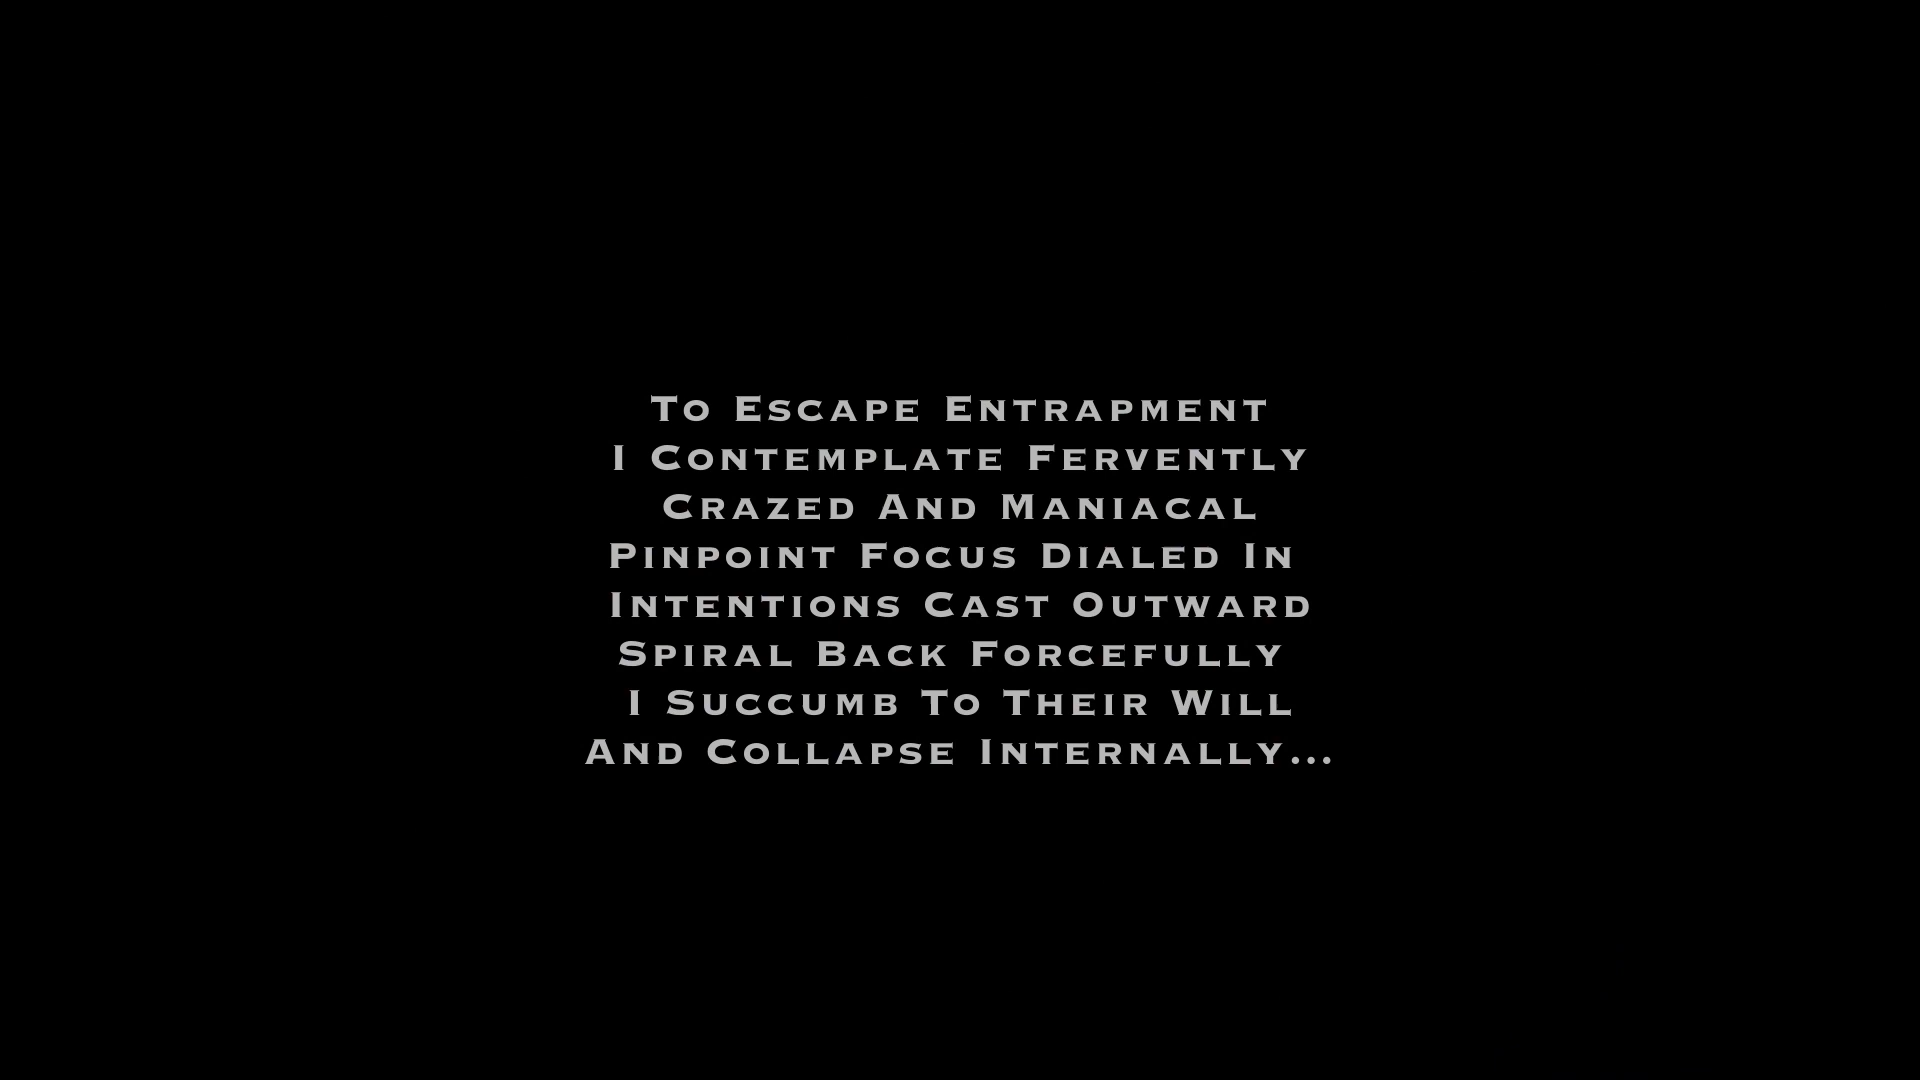 To Escape Entrapment
I Contemplate Fervently
Crazed And Maniacal
Pinpoint Focus Dialed In
Intentions Cast Outward
Spiral Back Forcefully
I Succumb To Their Will
And Collapse Internally...